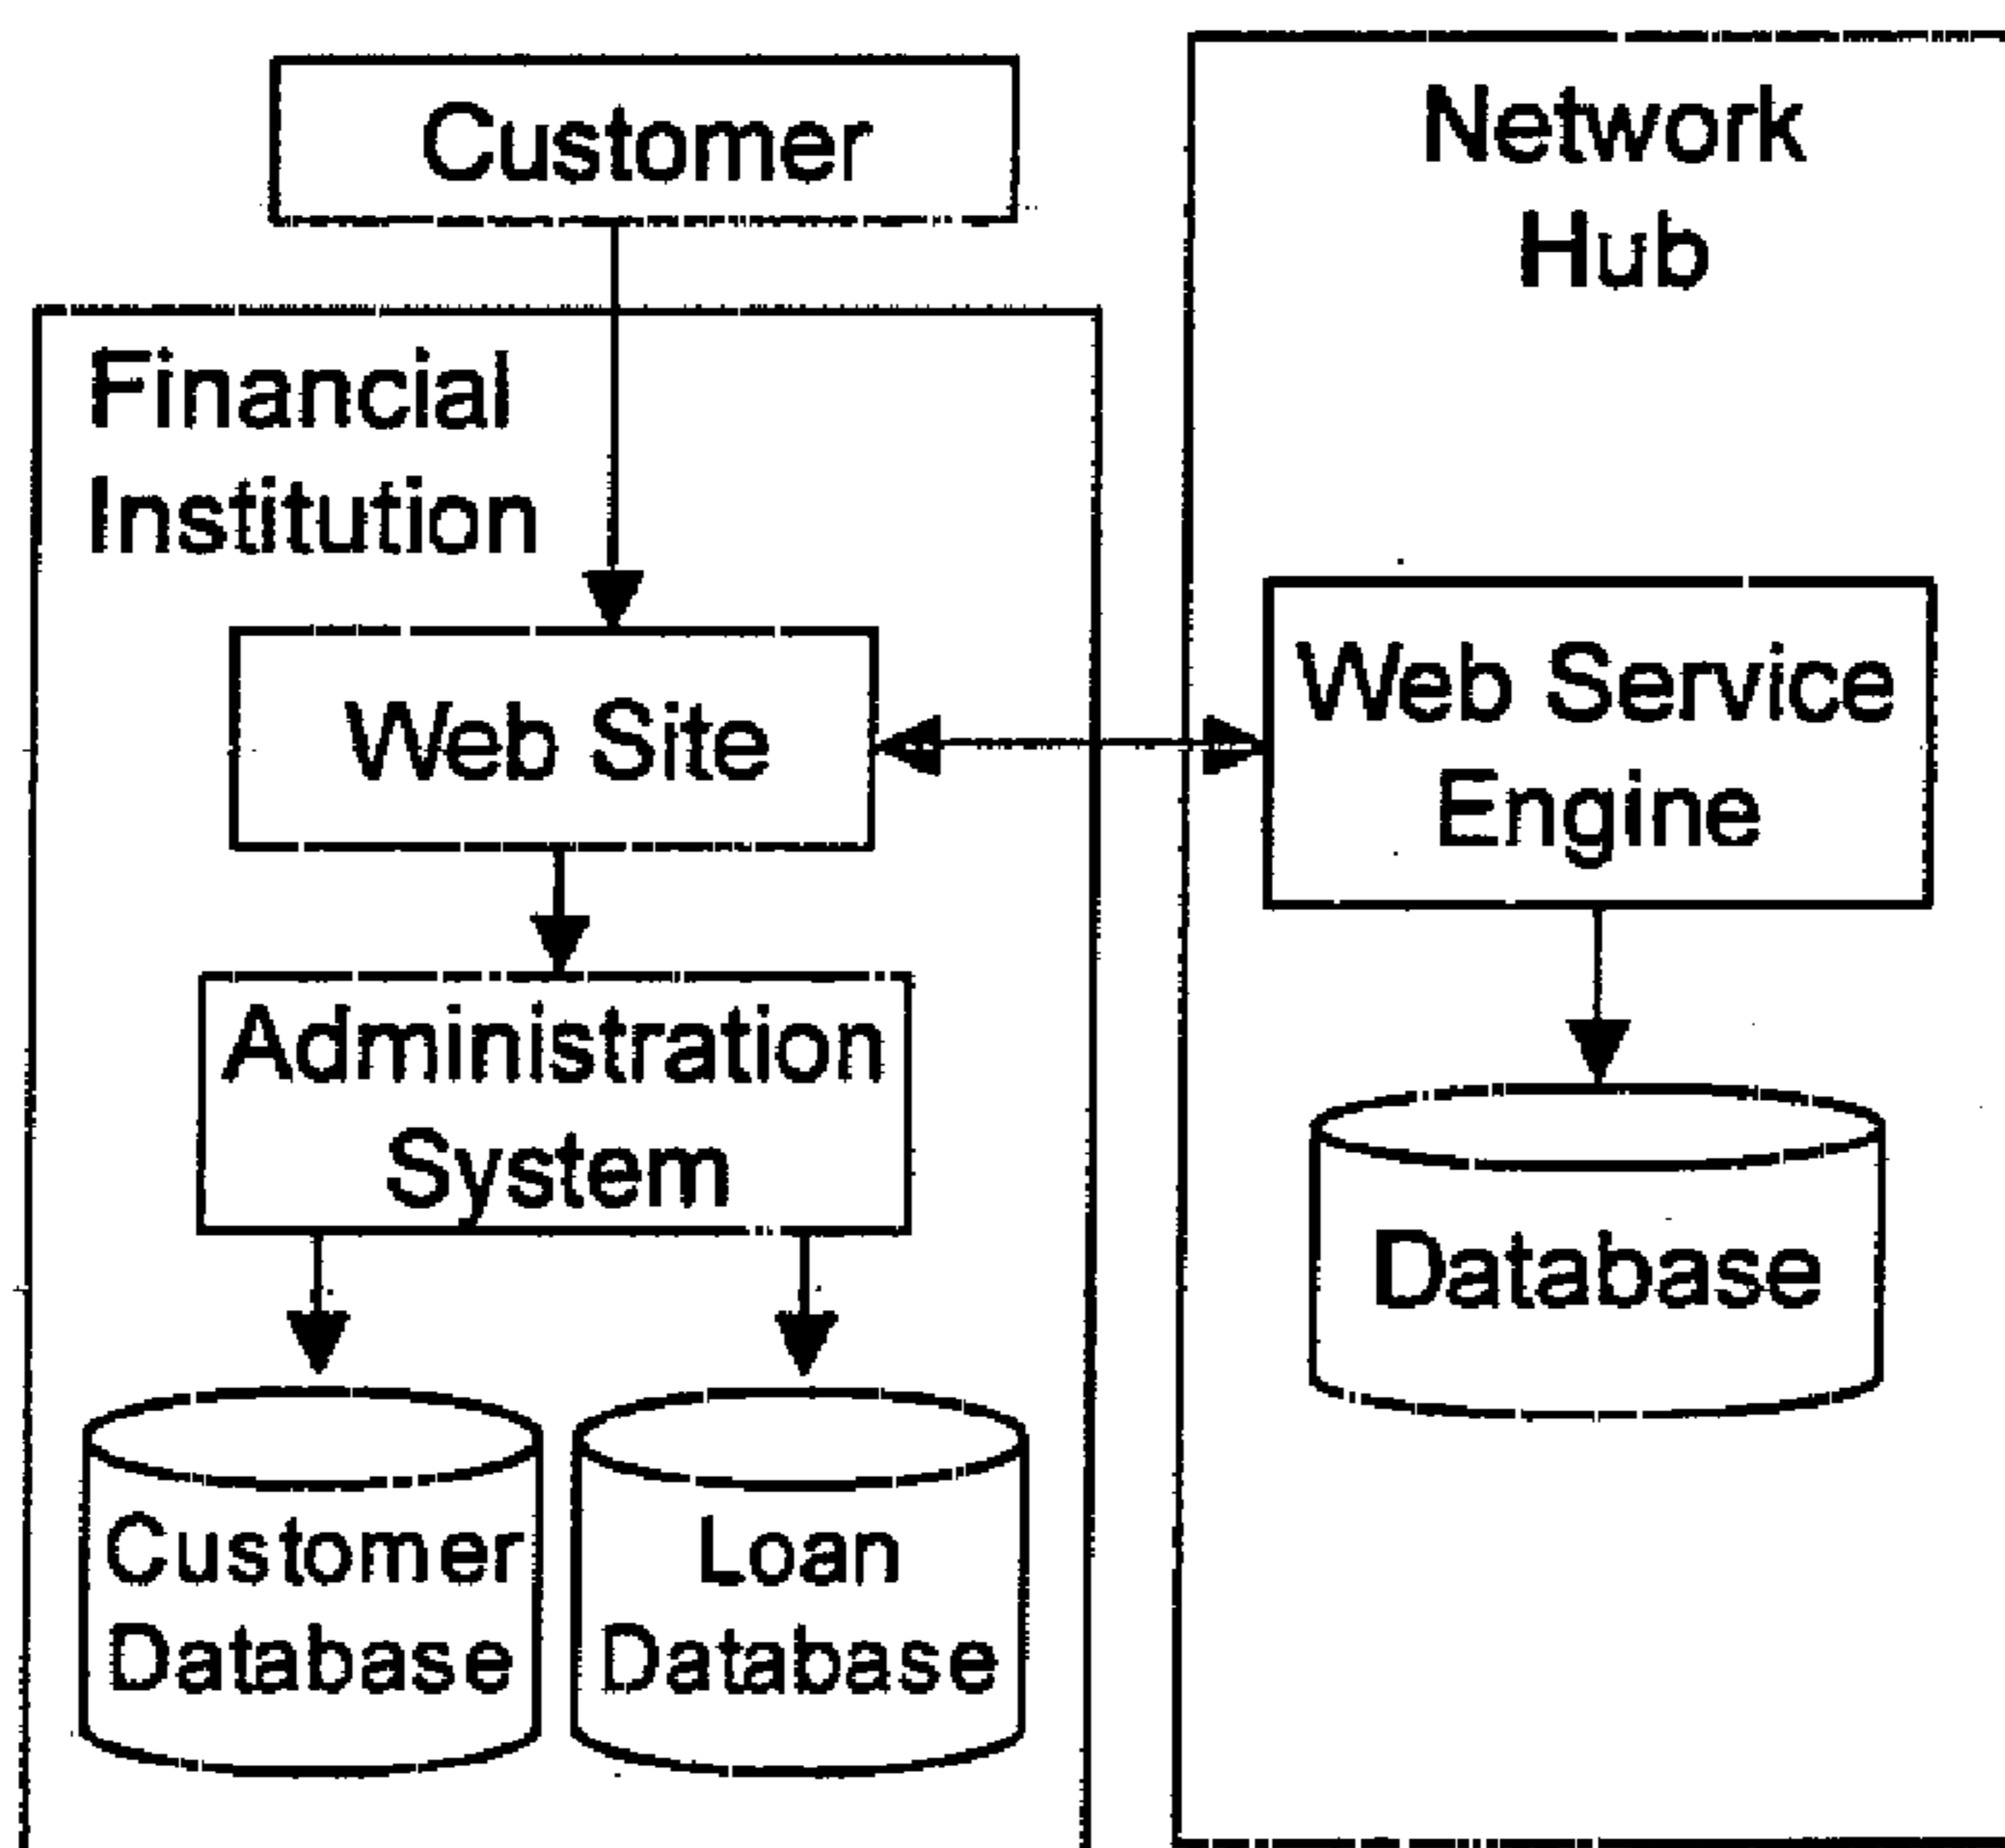 Customer
Network
Hub
Financial
Institution
Web Site
Web Service
Engine
Administration
System
Database
Customer
Database
Loan
Database